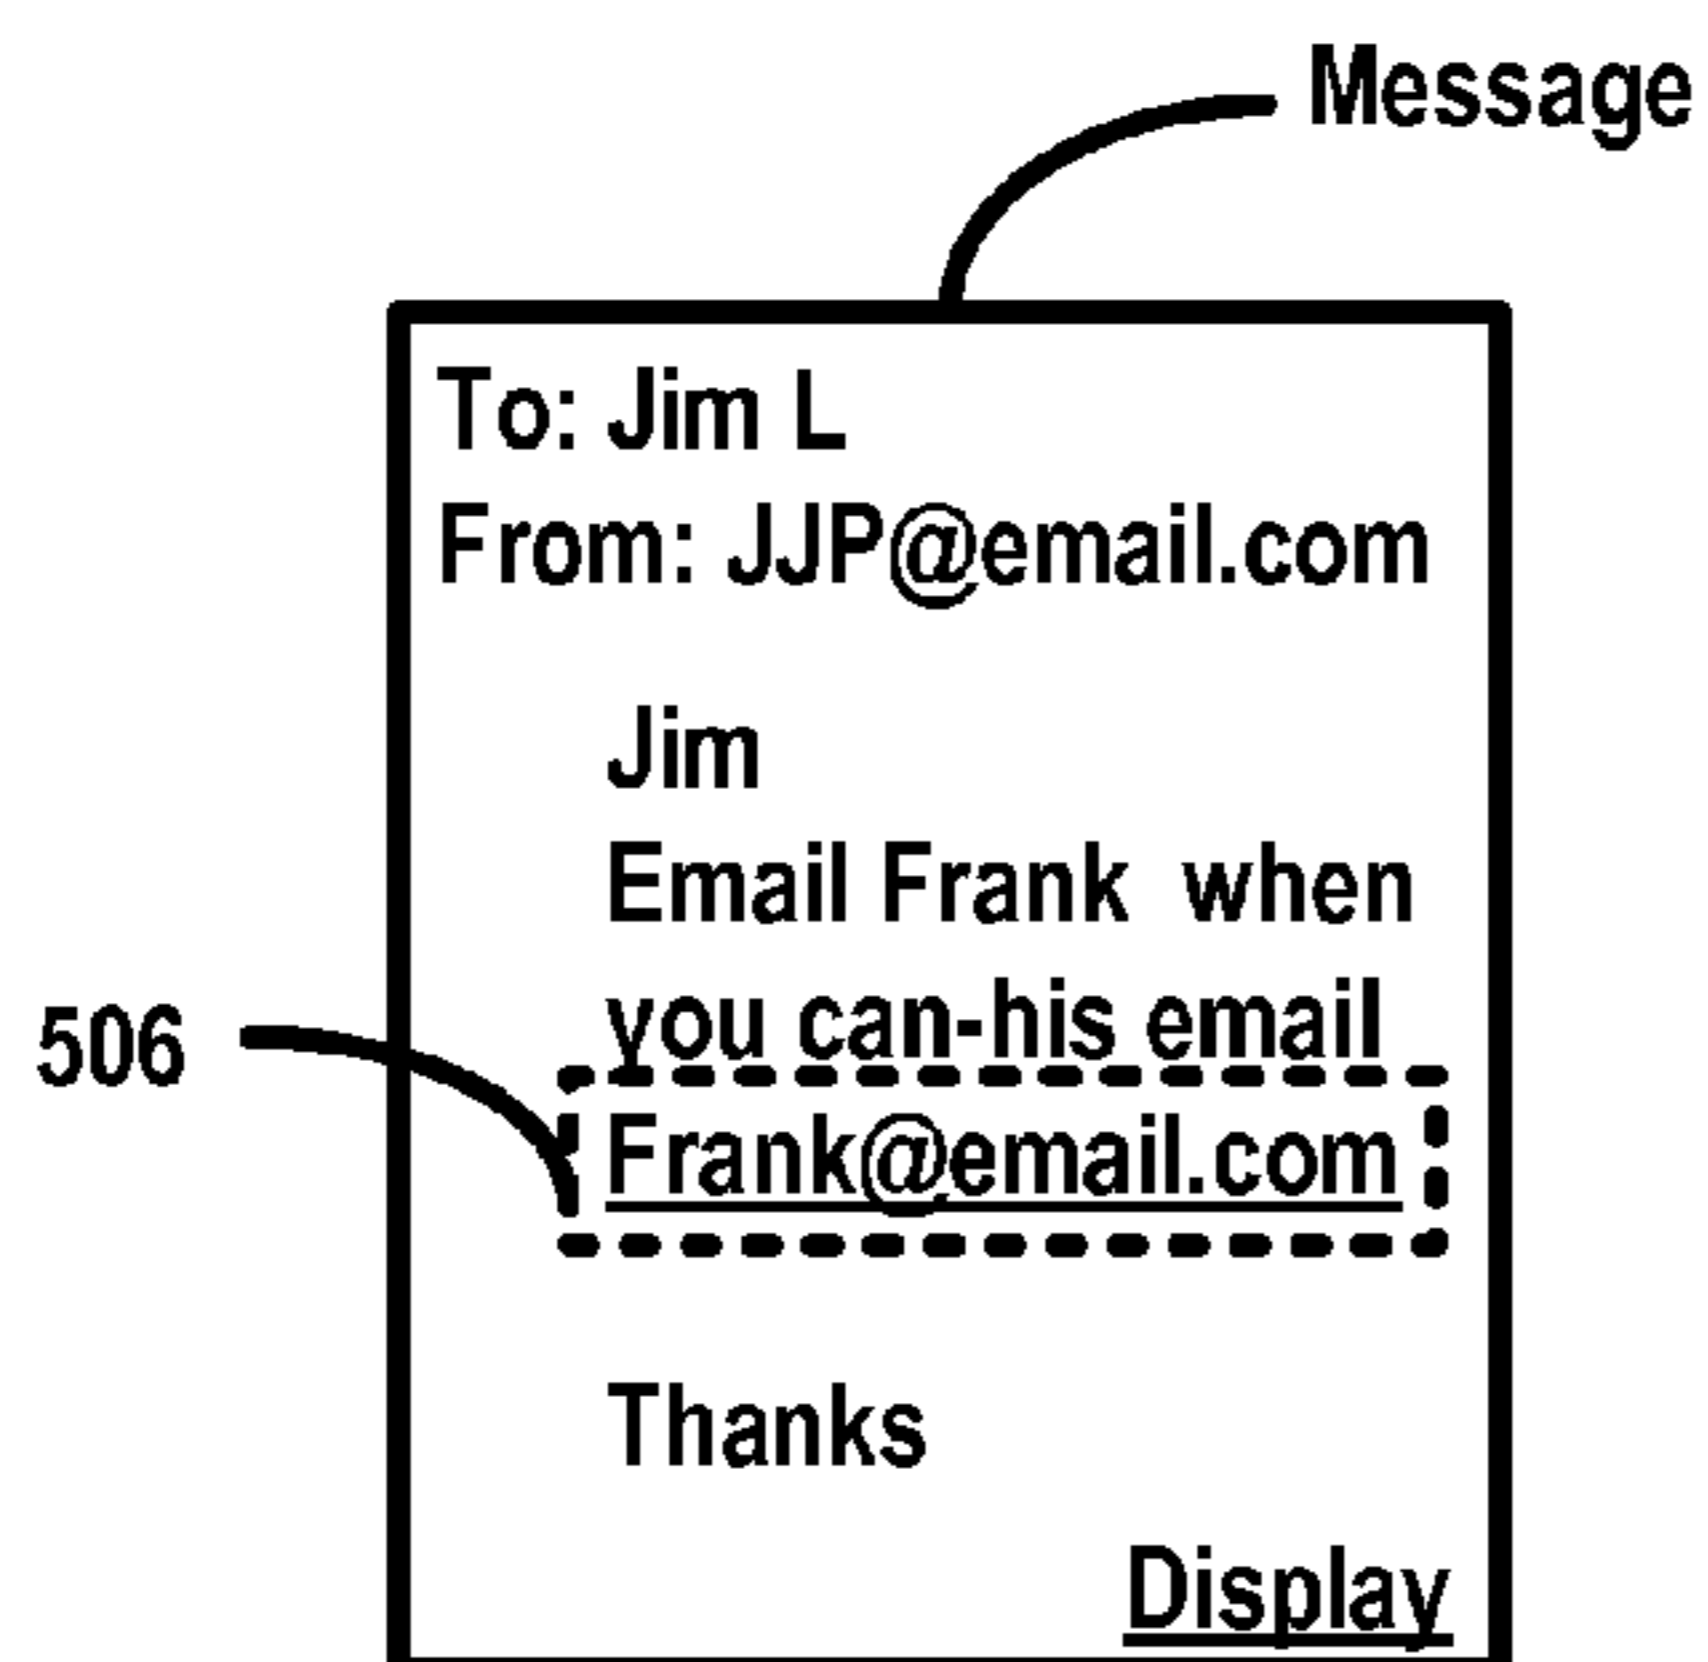 Message
To: Jim L
From: JJP@email.com
Jim
Email Frank when
you can-his email
506
Frank@email.com
Thanks
Display